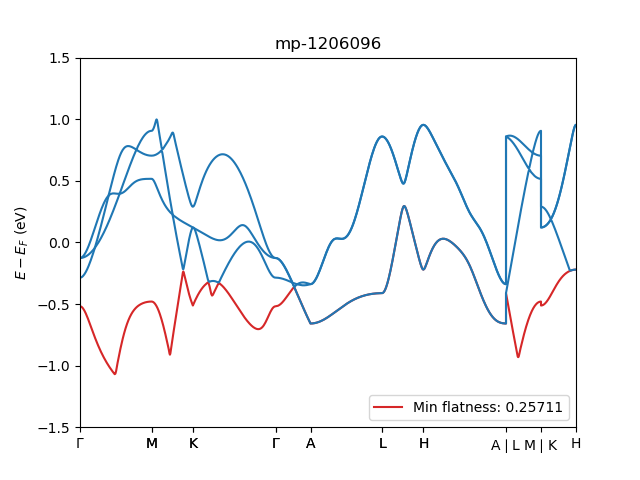 mp-1206096
E − E_F (eV)
1.5
1.0
0.5
0.0
−0.5
−1.0
−1.5
Min flatness: 0.25711
Γ M K Γ A L H A | L M | K H